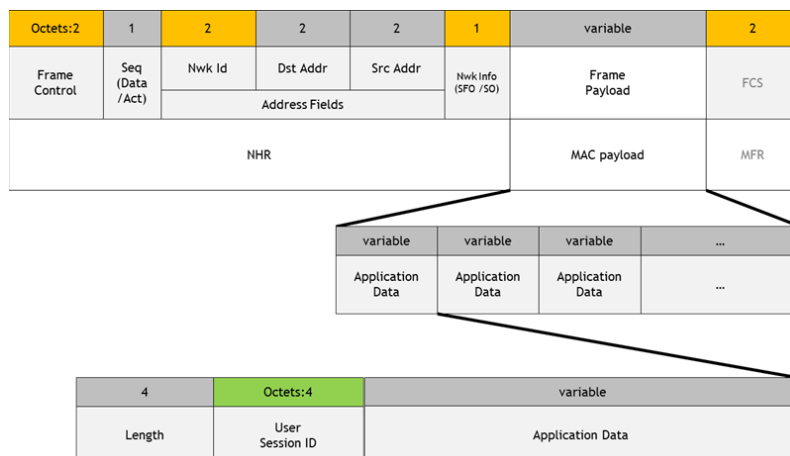 Octets:2 1 2 2 2 1 variable 2
Frame Control Seq (Data /Act) Nwk Id Dst Addr Src Addr Nwk Info (SFO /SO) Frame Payload FCS
Address Fields
NHR MAC payload MFR
variable variable variable ...
Application Data Application Data Application Data ...
4 Octets:4 variable
Length User Session ID Application Data